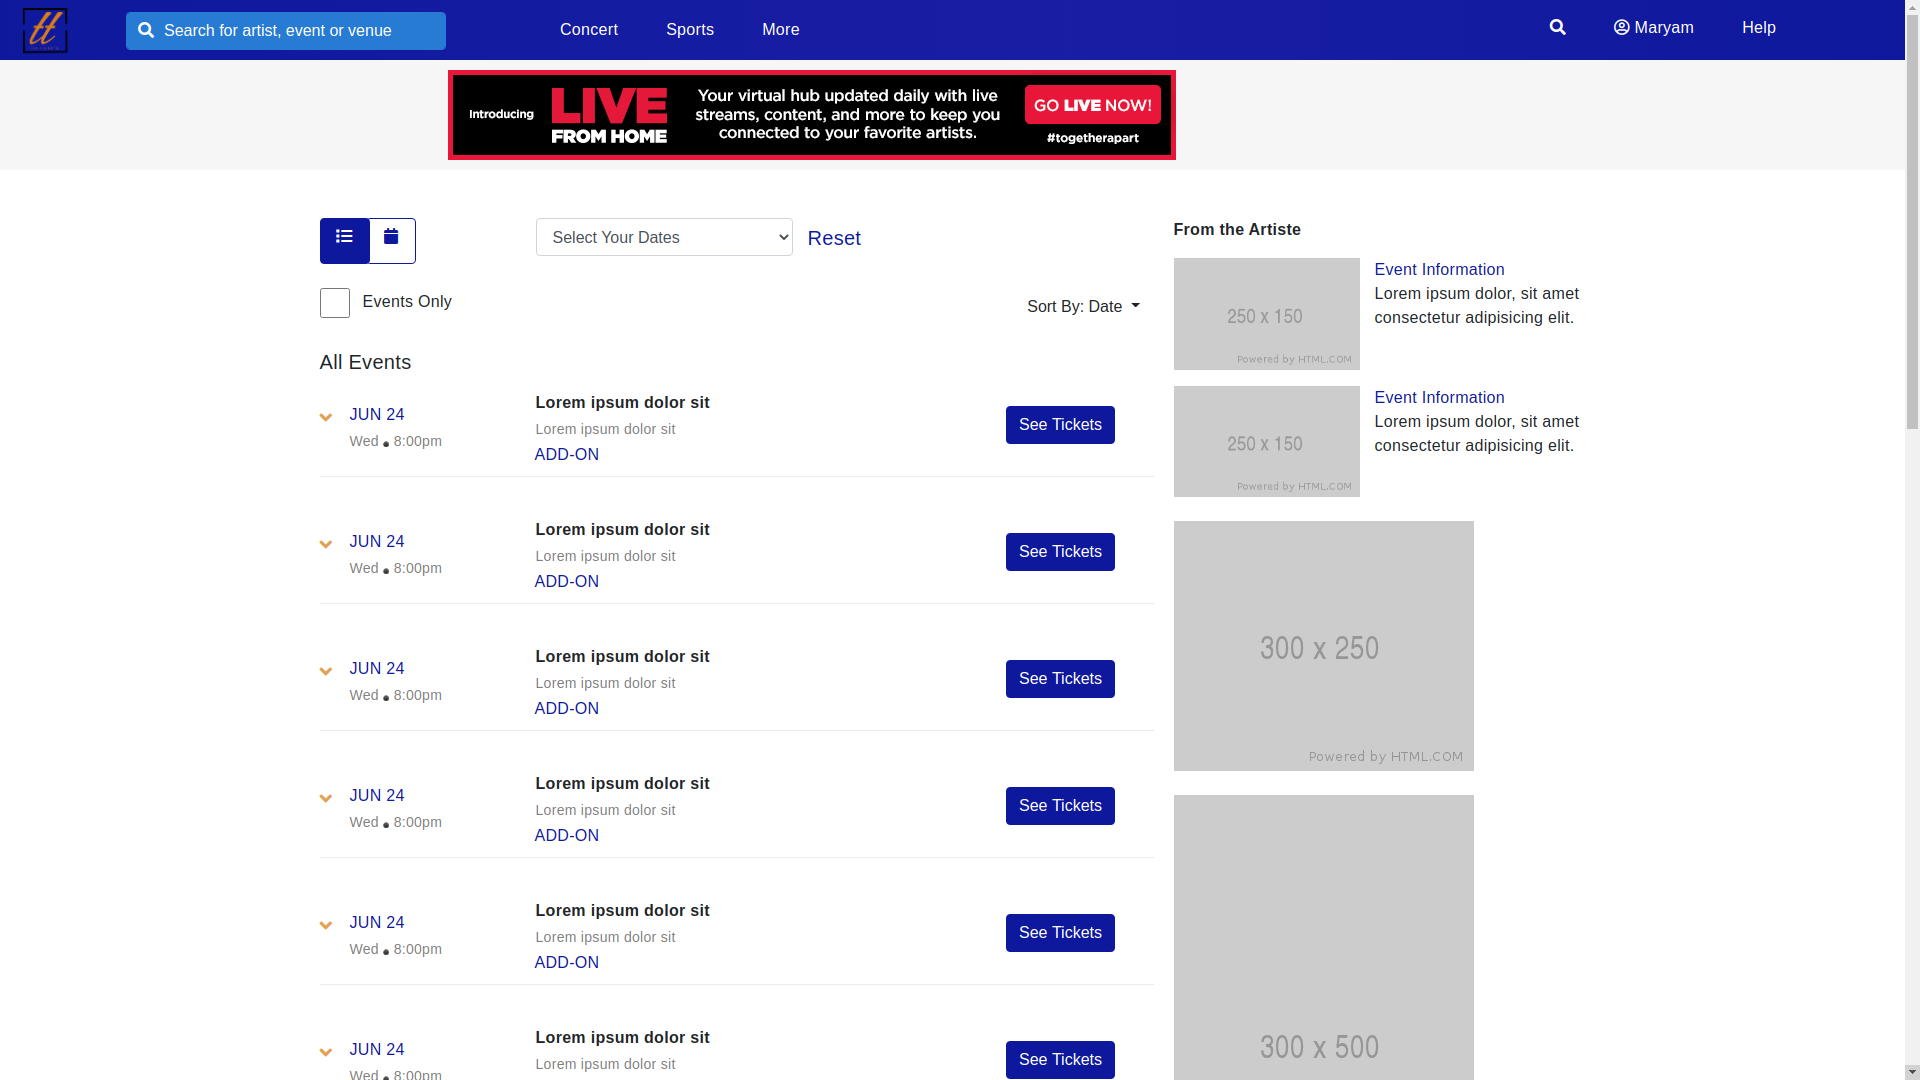 tt
Search for artist, event or venue
Concert
Sports
More
Maryam
Help
Introducing
LIVE
FROM HOME
Your virtual hub updated daily with live
streams, content, and more to keep you
connected to your favorite artists.
GO LIVE NOW!
#togetherapart
Select Your Dates
Reset
Events Only
Sort By: Date
All Events
JUN 24
Wed 8:00pm
Lorem ipsum dolor sit
Lorem ipsum dolor sit
ADD-ON
See Tickets
JUN 24
Wed 8:00pm
Lorem ipsum dolor sit
Lorem ipsum dolor sit
ADD-ON
See Tickets
JUN 24
Wed 8:00pm
Lorem ipsum dolor sit
Lorem ipsum dolor sit
ADD-ON
See Tickets
JUN 24
Wed 8:00pm
Lorem ipsum dolor sit
Lorem ipsum dolor sit
ADD-ON
See Tickets
JUN 24
Wed 8:00pm
Lorem ipsum dolor sit
Lorem ipsum dolor sit
ADD-ON
See Tickets
JUN 24
Wed 8:00pm
Lorem ipsum dolor sit
Lorem ipsum dolor sit
See Tickets
From the Artiste
250 x 150
Powered by HTML.COM
Event Information
Lorem ipsum dolor, sit amet
consectetur adipisicing elit.
250 x 150
Powered by HTML.COM
Event Information
Lorem ipsum dolor, sit amet
consectetur adipisicing elit.
300 x 250
Powered by HTML.COM
300 x 500